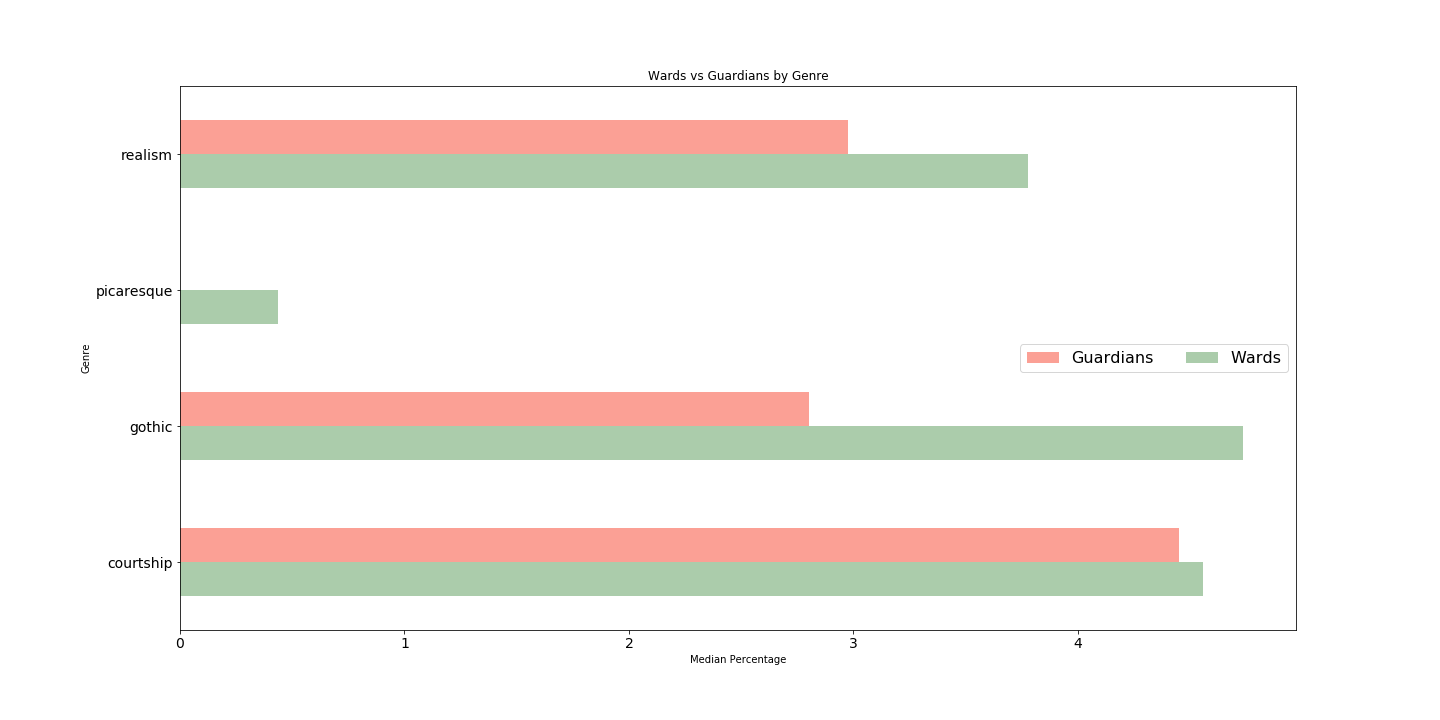 Wards vs Guardians by Genre
realism
picaresque
Genre
Guardians Wards
gothic
courtship
0 1 2 3 4
Median Percentage